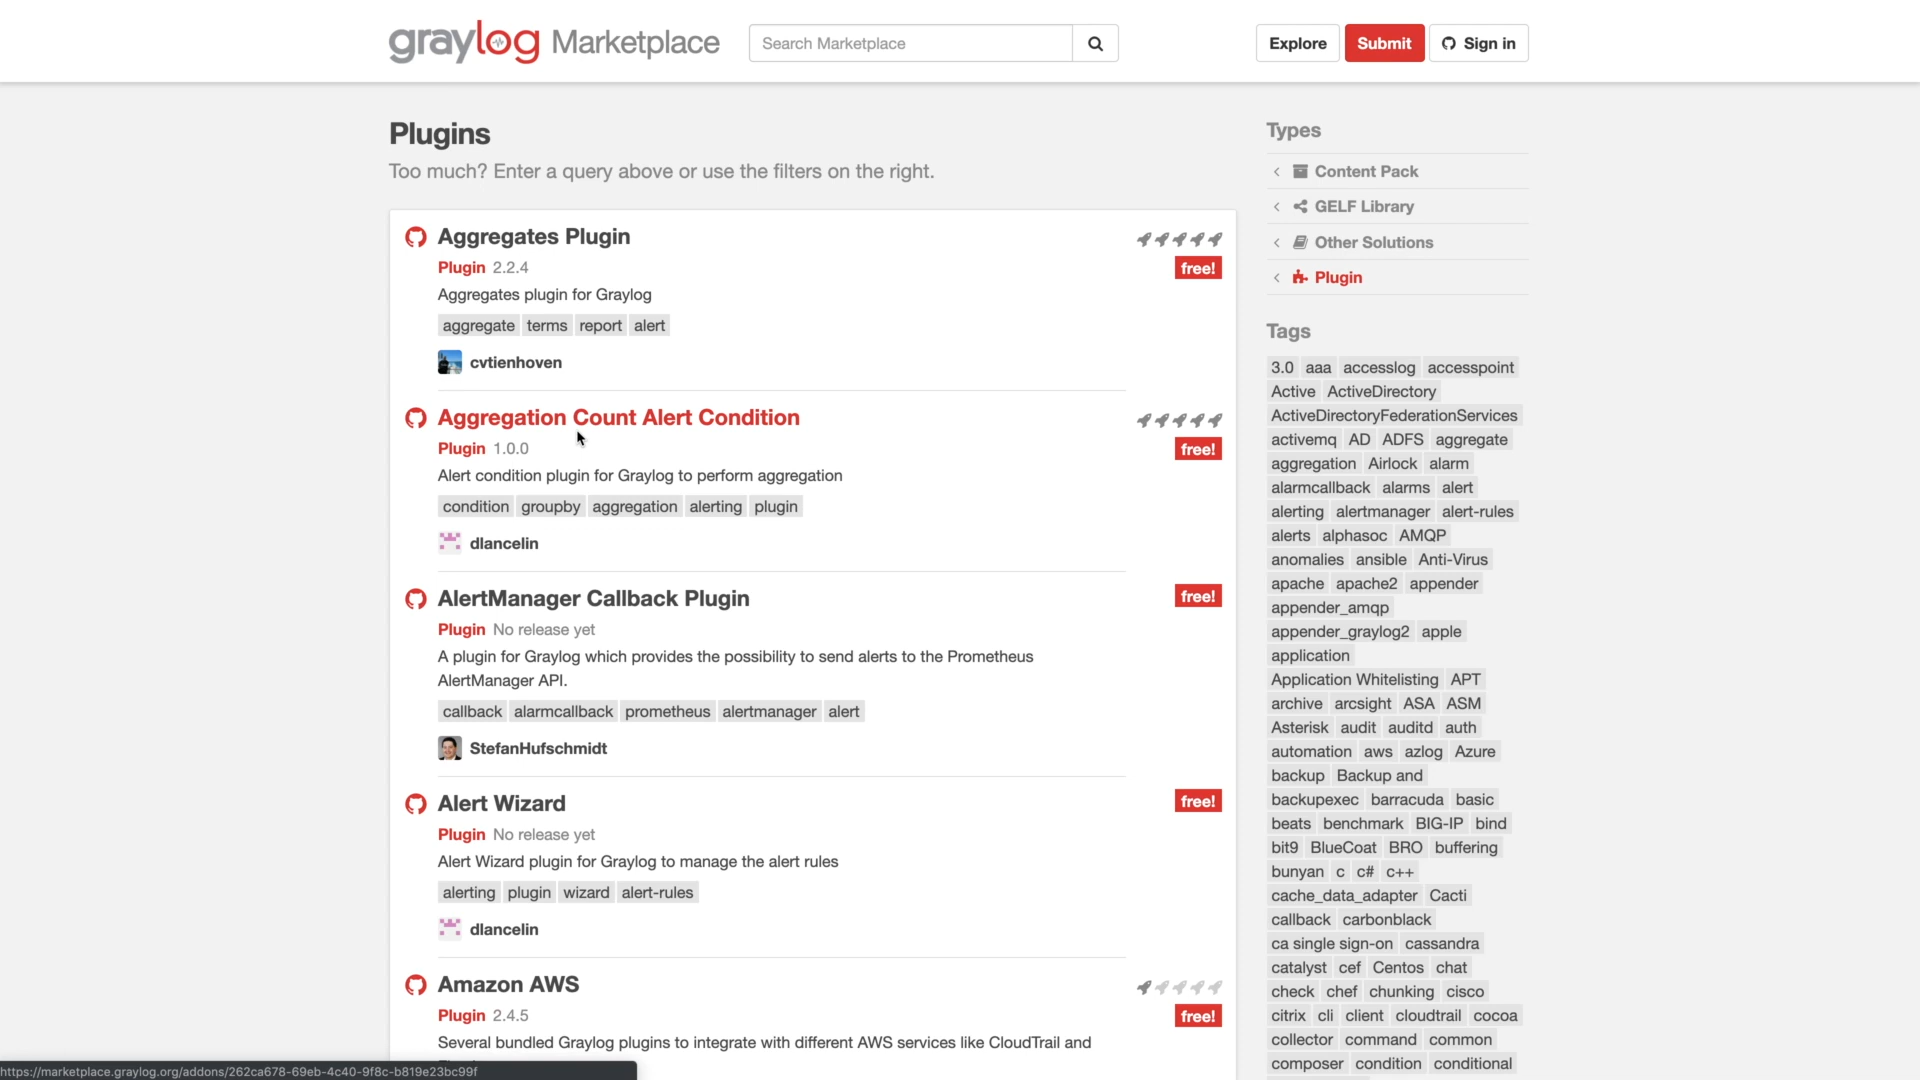 graylog Marketplace
Search Marketplace
Explore
Submit
Sign in
Plugins
Too much? Enter a query above or use the filters on the right.
Aggregates Plugin
Plugin 2.2.4
free!
Aggregates plugin for Graylog
aggregate terms report alert
cvtienhoven
Aggregation Count Alert Condition
Plugin 1.0.0
free!
Alert condition plugin for Graylog to perform aggregation
condition groupby aggregation alerting plugin
dlancelin
AlertManager Callback Plugin
free!
Plugin No release yet
A plugin for Graylog which provides the possibility to send alerts to the Prometheus
AlertManager API.
callback alarmcallback prometheus alertmanager alert
StefanHufschmidt
Alert Wizard
free!
Plugin No release yet
Alert Wizard plugin for Graylog to manage the alert rules
alerting plugin wizard alert-rules
dlancelin
Amazon AWS
Plugin 2.4.5
free!
Several bundled Graylog plugins to integrate with different AWS services like CloudTrail and
https://marketplace.graylog.org/addons/262ca678-69eb-4c40-9f8c-b819e23bc99f
Types
Content Pack
GELF Library
Other Solutions
Plugin
Tags
3.0 aaa accesslog accesspoint
Active ActiveDirectory
ActiveDirectoryFederationServices
activemq AD ADFS aggregate
aggregation Airlock alarm
alarmcallback alarms alert
alerting alertmanager alert-rules
alerts alphasoc AMQP
anomalies ansible Anti-Virus
apache apache2 appender
appender_amqp
appender_graylog2 apple
application
Application Whitelisting APT
archive arcsight ASA ASM
Asterisk audit auditd auth
automation aws azlog Azure
backup Backup and
backupexec barracuda basic
beats benchmark BIG-IP bind
bit9 BlueCoat BRO buffering
bunyan c c# c++
cache_data_adapter Cacti
callback carbonblack
ca single sign-on cassandra
catalyst cef Centos chat
check chef chunking cisco
citrix cli client cloudtrail cocoa
collector command common
composer condition conditional